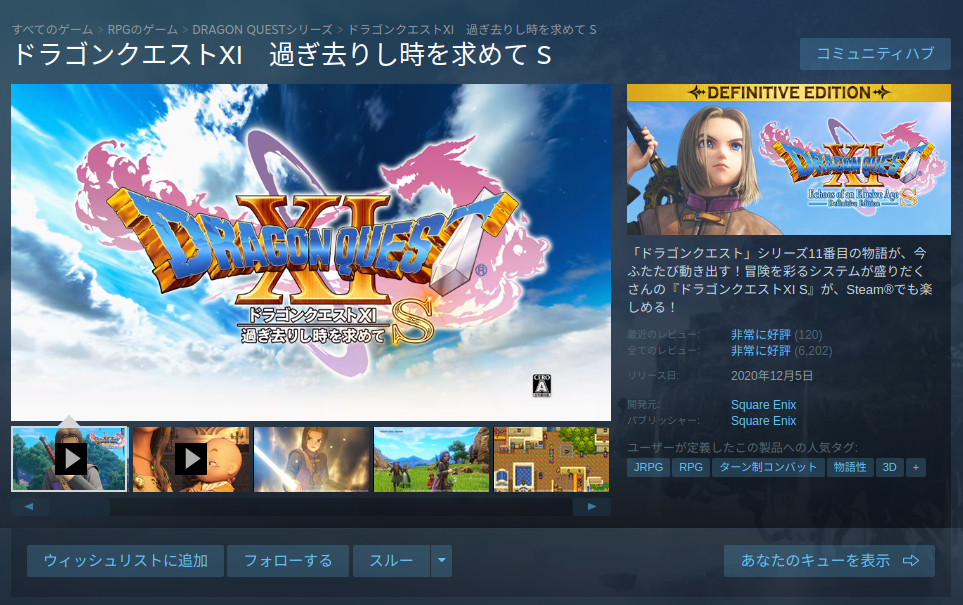 すべてのゲーム > RPGのゲーム > DRAGON QUESTシリーズ > ドラゴンクエストXI　過ぎ去りし時を求めて S
ドラゴンクエストXI　過ぎ去りし時を求めて S
コミュニティハブ
DRAGON QUEST
XI
®
ドラゴンクエストXI
過ぎ去りし時を求めて S
CERO
A
DEFINITIVE EDITION
DRAGON QUEST
XI
Echoes of an Elusive Age S
Definitive Edition
「ドラゴンクエスト」シリーズ11番目の物語が、今
ふたたび動き出す！冒険を彩るシステムが盛りだく
さんの『ドラゴンクエストXI S』が、Steam®でも楽
しめる！
最近のレビュー: 非常に好評 (120)
全てのレビュー: 非常に好評 (6,202)
リリース日: 2020年12月5日
開発元: Square Enix
パブリッシャー: Square Enix
ユーザーが定義したこの製品への人気タグ:
JRPG RPG ターン制コンバット 物語性 3D +
ウィッシュリストに追加 フォローする スルー
あなたのキューを表示